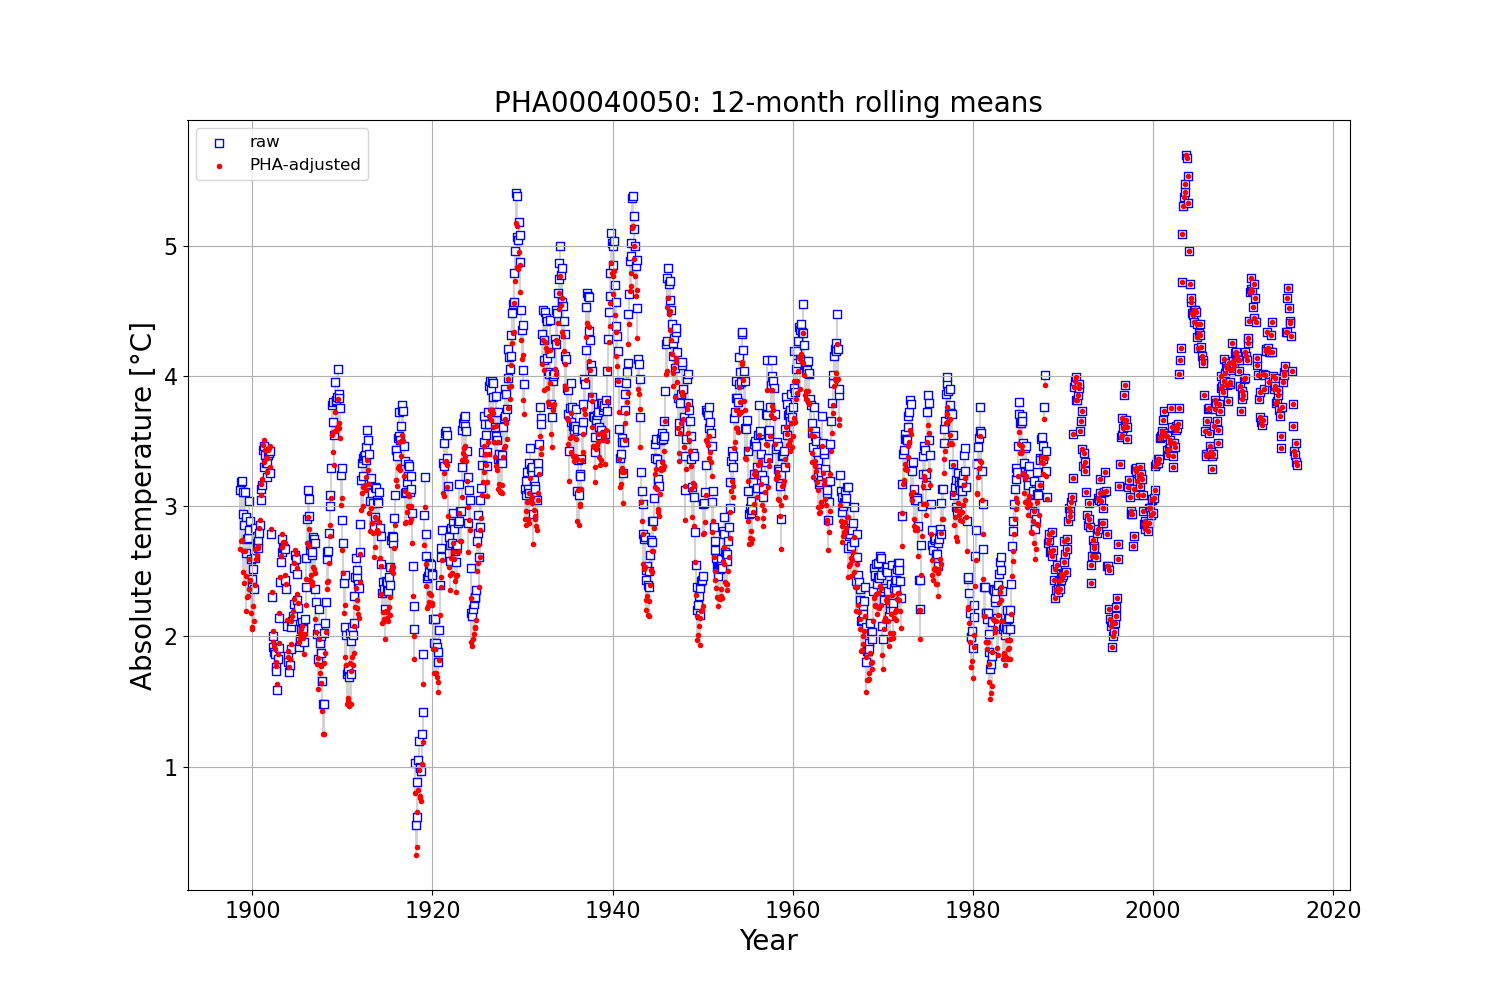 PHA00040050: 12-month rolling means
raw
PHA-adjusted
Absolute temperature [°C]
5
4
3
2
1
1900 1920 1940 1960 1980 2000 2020
Year